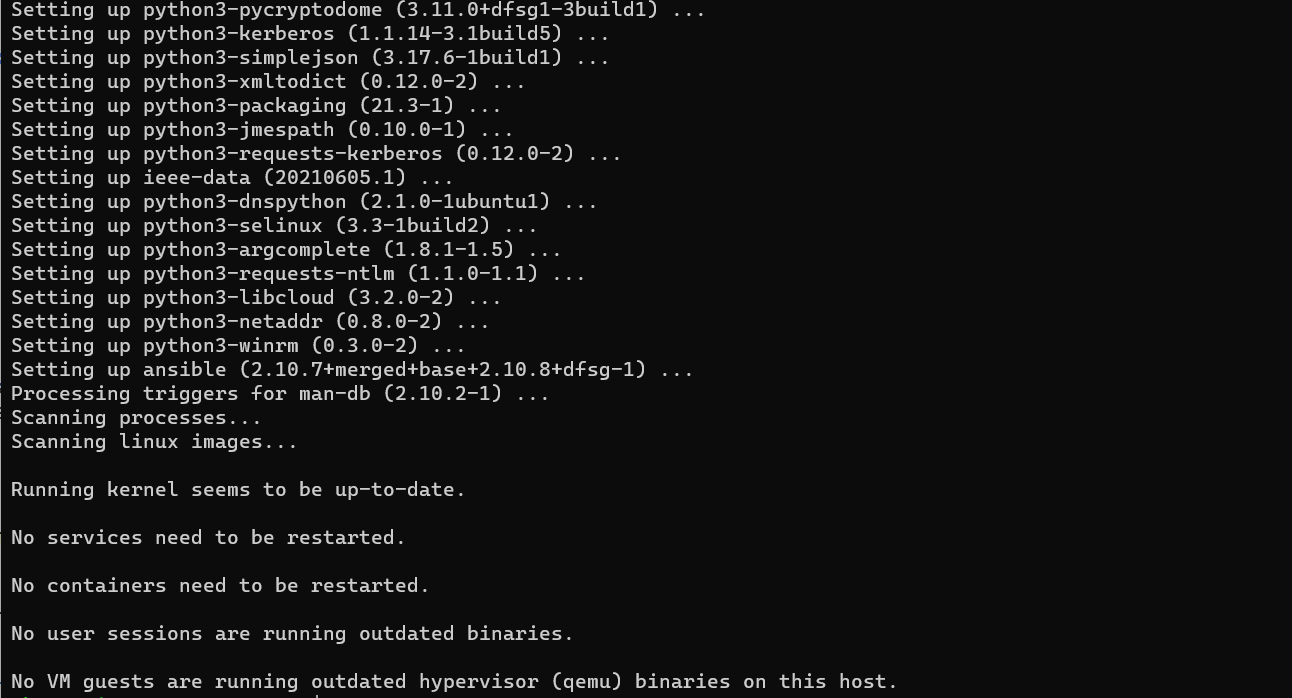 Setting up python3-pycryptodome (3.11.0+dfsg1-3build1) ...
Setting up python3-kerberos (1.1.14-3.1build5) ...
Setting up python3-simplejson (3.17.6-1build1) ...
Setting up python3-xmltodict (0.12.0-2) ...
Setting up python3-packaging (21.3-1) ...
Setting up python3-jmespath (0.10.0-1) ...
Setting up python3-requests-kerberos (0.12.0-2) ...
Setting up ieee-data (20210605.1) ...
Setting up python3-dnspython (2.1.0-1ubuntu1) ...
Setting up python3-selinux (3.3-1build2) ...
Setting up python3-argcomplete (1.8.1-1.5) ...
Setting up python3-requests-ntlm (1.1.0-1.1) ...
Setting up python3-libcloud (3.2.0-2) ...
Setting up python3-netaddr (0.8.0-2) ...
Setting up python3-winrm (0.3.0-2) ...
Setting up ansible (2.10.7+merged+base+2.10.8+dfsg-1) ...
Processing triggers for man-db (2.10.2-1) ...
Scanning processes...
Scanning linux images...
Running kernel seems to be up-to-date.
No services need to be restarted.
No containers need to be restarted.
No user sessions are running outdated binaries.
No VM guests are running outdated hypervisor (qemu) binaries on this host.